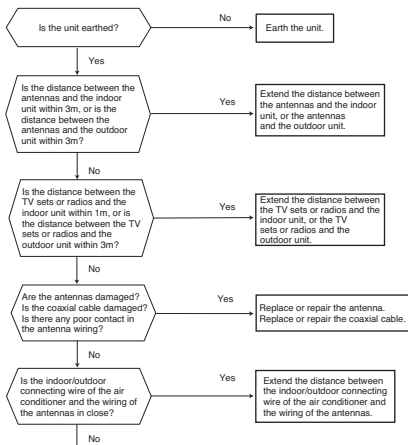 Is the unit earthed?
No
Earth the unit.
Yes
Is the distance between the
antennas and the indoor
unit within 3m, or is the
distance between the
antennas and the outdoor
unit within 3m?
Yes
Extend the distance between
the antennas and the indoor
unit, or the antennas
and the outdoor unit.
No
Is the distance between the
TV sets or radios and the
indoor unit within 1m, or is
the distance between the TV
sets or radios and the
outdoor unit within 3m?
Yes
Extend the distance between
the TV sets or radios and the
indoor unit, or the TV
sets or radios and the
outdoor unit.
No
Are the antennas damaged?
Is the coaxial cable damaged?
Is there any poor contact in
the antenna wiring?
Yes
Replace or repair the antenna.
Replace or repair the coaxial cable.
No
Is the indoor/outdoor
connecting wire of the air
conditioner and the wiring of
the antennas in close?
Yes
Extend the distance between
the indoor/outdoor connecting
wire of the air conditioner and
the wiring of the antennas.
No